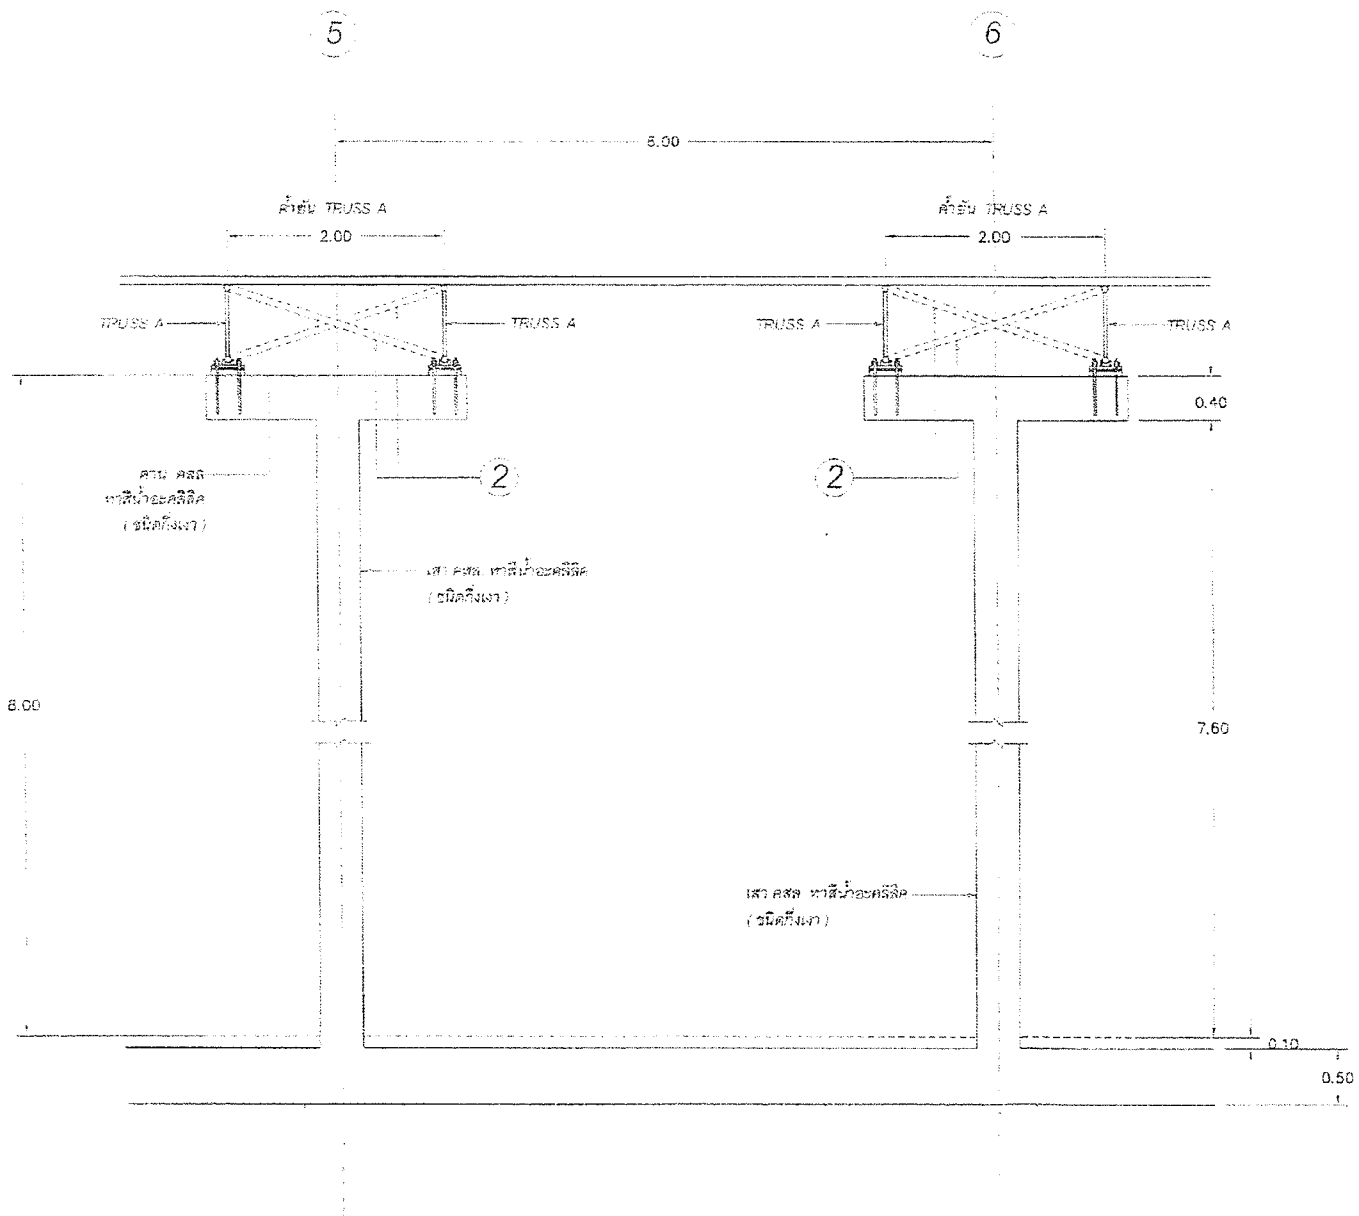 5
6
6.00
ค้ำยัน TRUSS A
2.00
ค้ำยัน TRUSS A
2.00
TRUSS A
TRUSS A
TRUSS A
TRUSS A
0.40
คาน คสล
ทาสีน้ำอะคลีลิค
(ชนิดกึ่งเงา)
2
2
เสา คสล. ทาสีน้ำอะคลีลิค
(ชนิดกึ่งเงา)
8.00
7.60
เสา คสล ทาสีน้ำอะคลีลิค
(ชนิดกึ่งเงา)
0.10
0.50